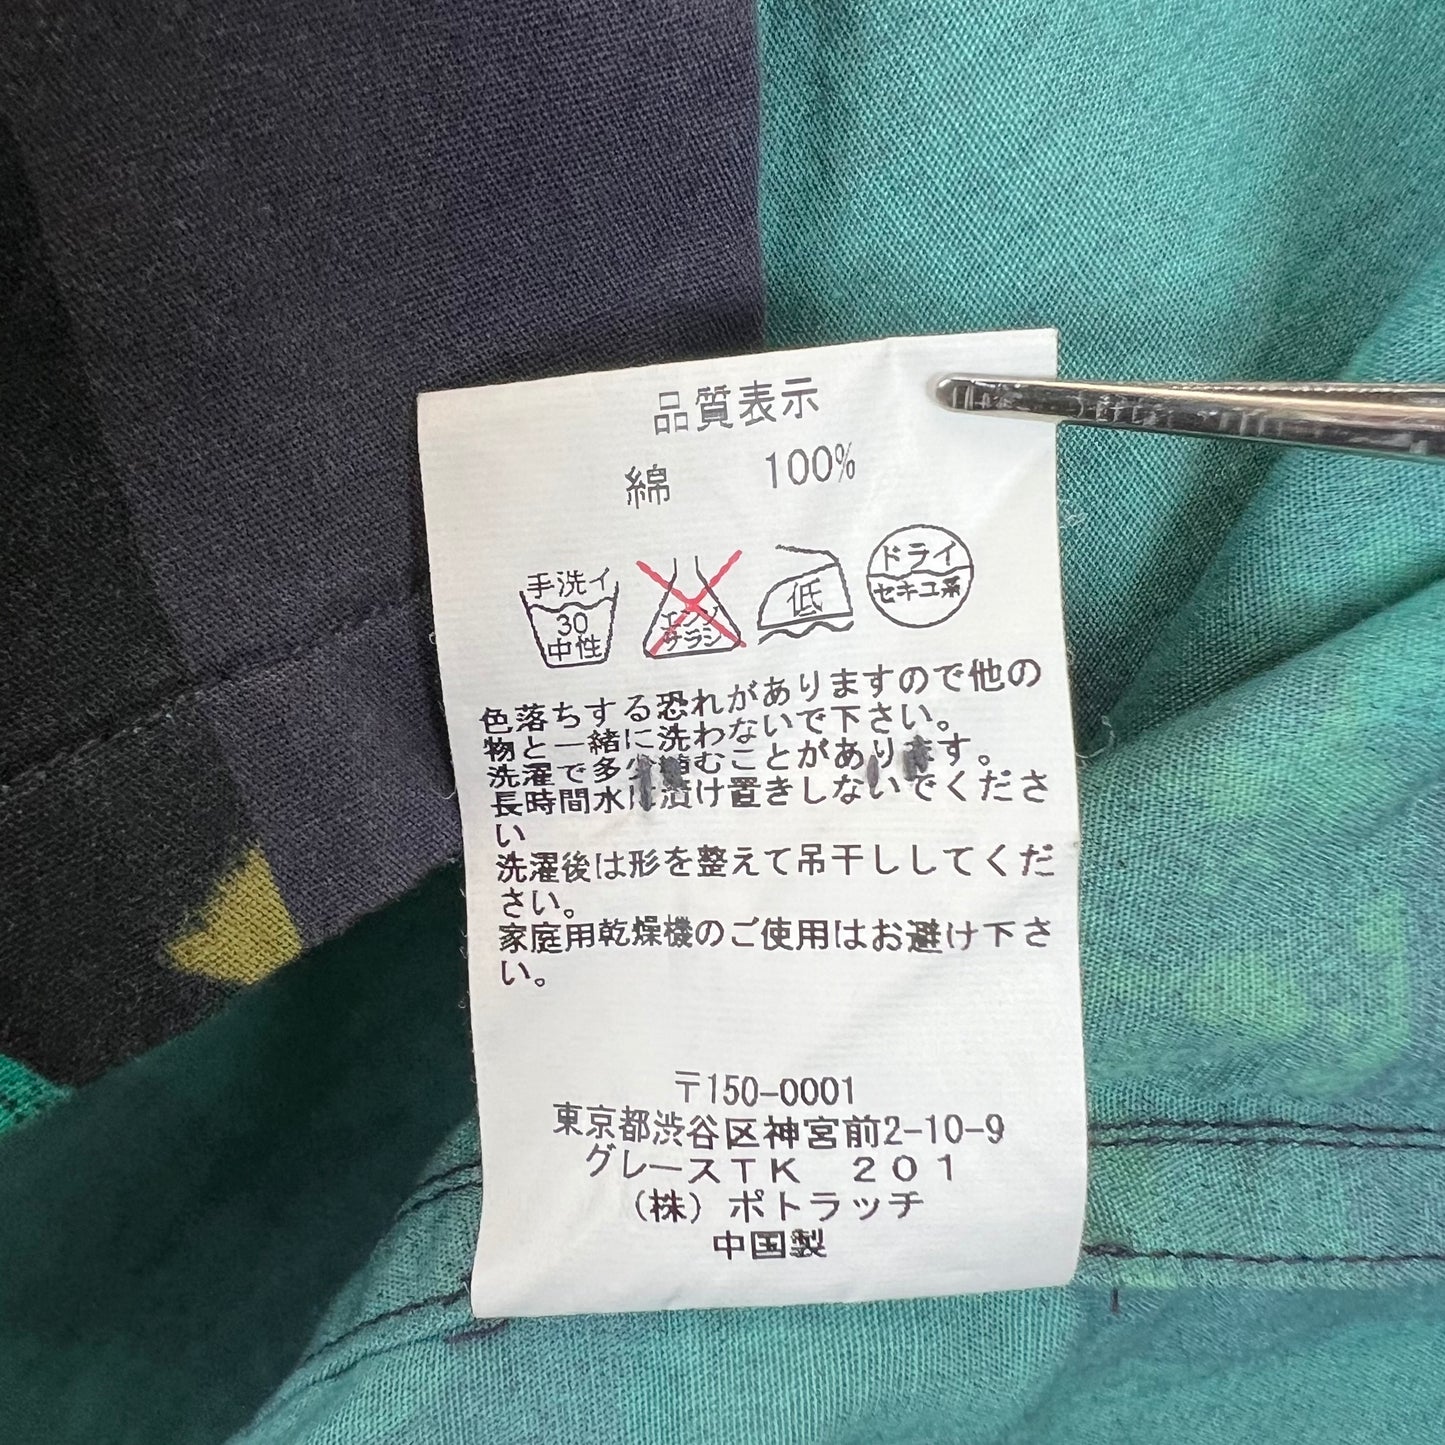 品質表示
綿 100%
手洗イ
30
中性
エンソ
サラシ
低
ドライ
セキユ系
色落ちする恐れがありますので他の
物と一緒に洗わないで下さい。
洗濯で多少縮むことがあります。
長時間水に漬け置きしないでくださ
い
洗濯後は形を整えて吊干ししてくだ
さい。
家庭用乾燥機のご使用はお避け下さ
い。
〒150-0001
東京都渋谷区神宮前2-10-9
グレースTK 201
(株) ポトラッチ
中国製